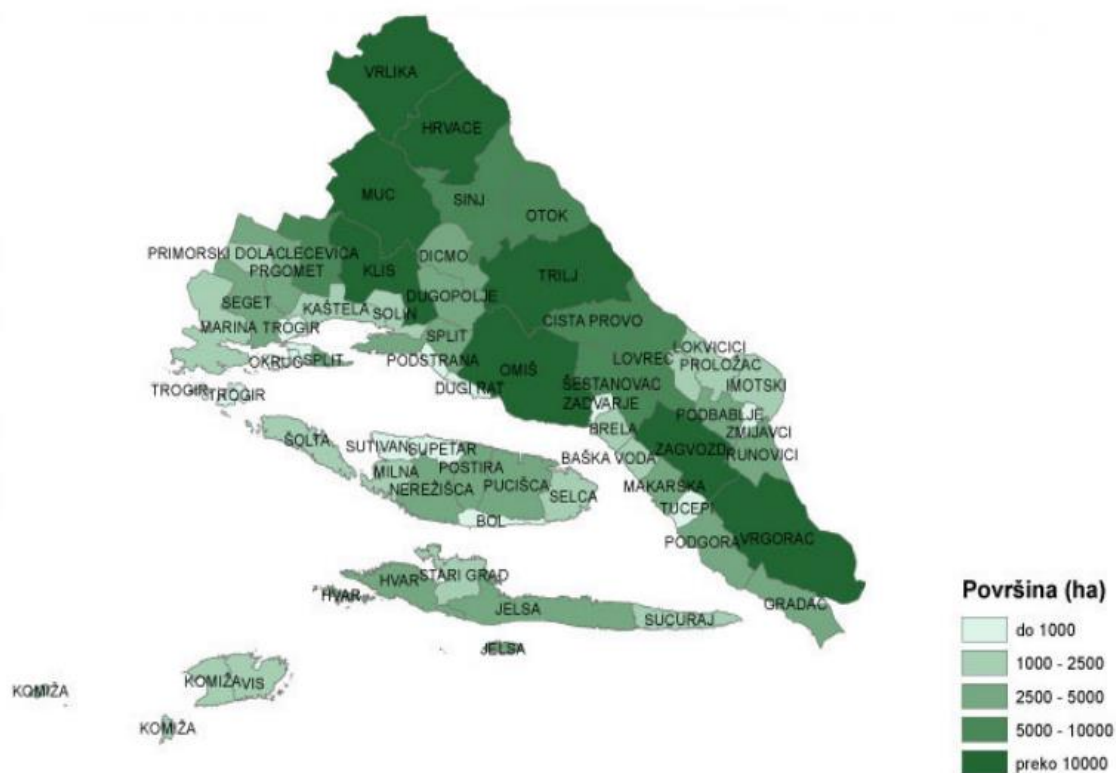 VRLIKA
HRVACE
MUC
SINJ
OTOK
PRIMORSKI DOLAC
LECEVICA
DICMO
PRGOMET
KLIS
TRILJ
SEGET
DUGOPOLJE
KAŠTELA
SOLIN
CISTA PROVO
MARINA
TROGIR
SPLIT
LOKVICICI
OKRUG
SPLIT
PODSTRANA
OMIŠ
LOVREC
PROLOŽAC
IMOTSKI
TROGIR
TROGIR
DUGI RAT
ŠESTANOVAC
ZADVARJE
PODBABLJE
BRELA
ZMIJAVCI
ŠOLTA
SUTIVAN
SUPETAR
BAŠKA VODA
ZAGVOZD
RUNOVICI
MILNA
POSTIRA
NEREŽIŠCA
PUCIŠCA
SELCA
MAKARSKA
TUCEPI
BOL
PODGORA
VRGORAC
HVAR
STARI GRAD
HVAR
JELSA
SUCURAJ
GRADAC
JELSA
KOMIŽA
KOMIŽA
VIS
KOMIŽA
Površina (ha)
do 1000
1000 - 2500
2500 - 5000
5000 - 10000
preko 10000